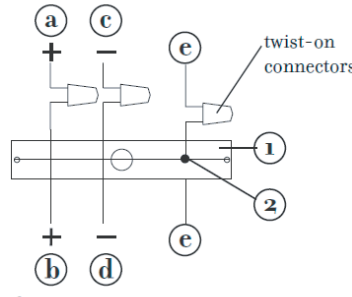 a c
e
+ −
twist-on
connectors
1
2
+ −
e
b d